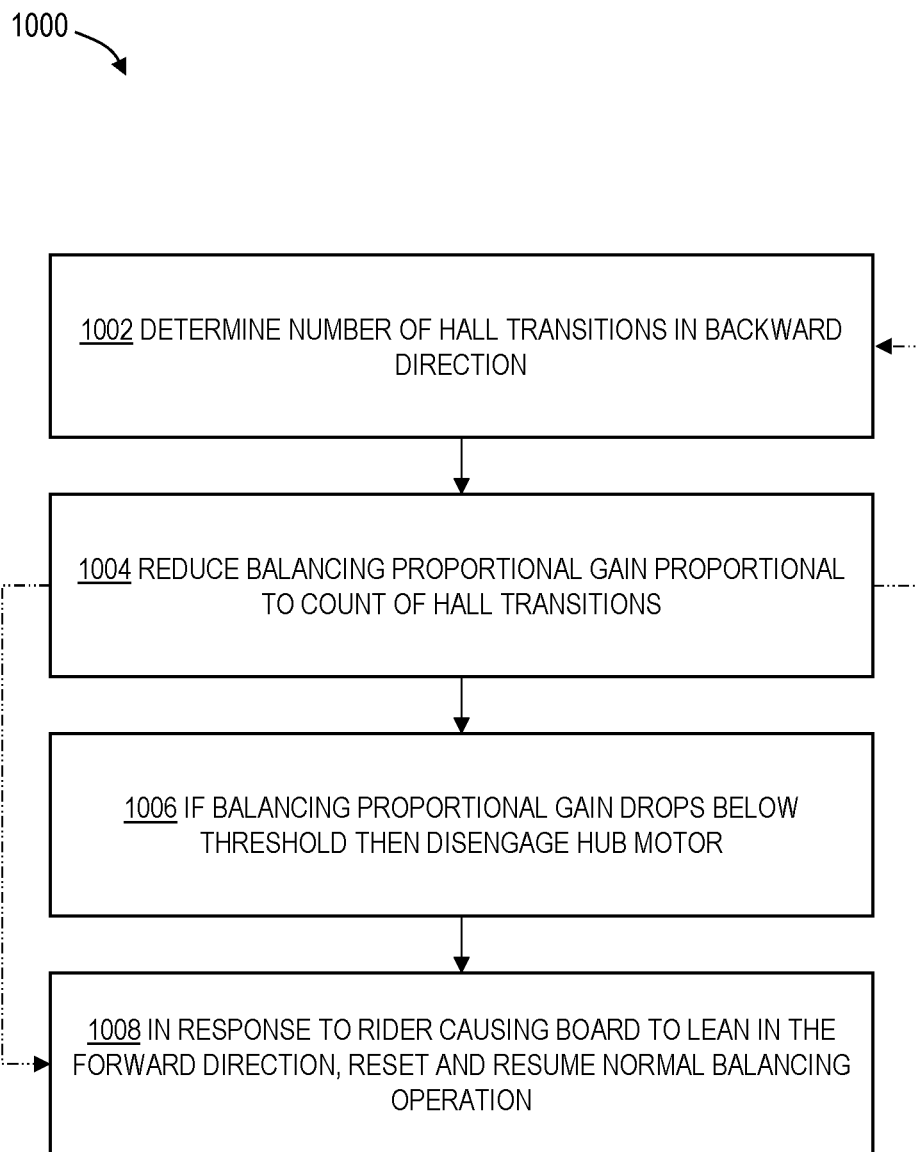 1000
1002 DETERMINE NUMBER OF HALL TRANSITIONS IN BACKWARD
DIRECTION
1004 REDUCE BALANCING PROPORTIONAL GAIN PROPORTIONAL
TO COUNT OF HALL TRANSITIONS
1006 IF BALANCING PROPORTIONAL GAIN DROPS BELOW
THRESHOLD THEN DISENGAGE HUB MOTOR
1008 IN RESPONSE TO RIDER CAUSING BOARD TO LEAN IN THE
FORWARD DIRECTION, RESET AND RESUME NORMAL BALANCING
OPERATION